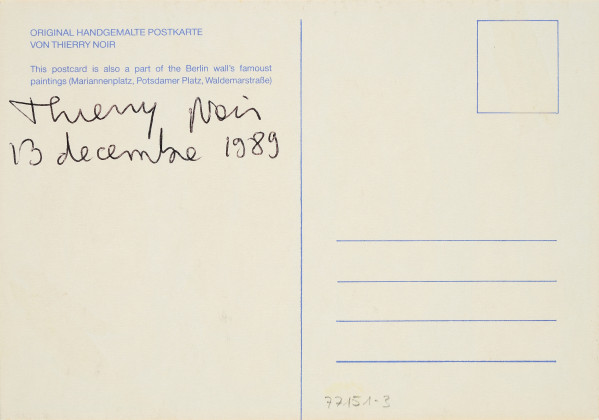 ORIGINAL HANDGEMALTE POSTKARTE
VON THIERRY NOIR
This postcard is also a part of the Berlin wall's famoust
paintings (Mariannenplatz, Potsdamer Platz, Waldemarstraße)
Thierry Noir
13 decembre 1989
77151-3